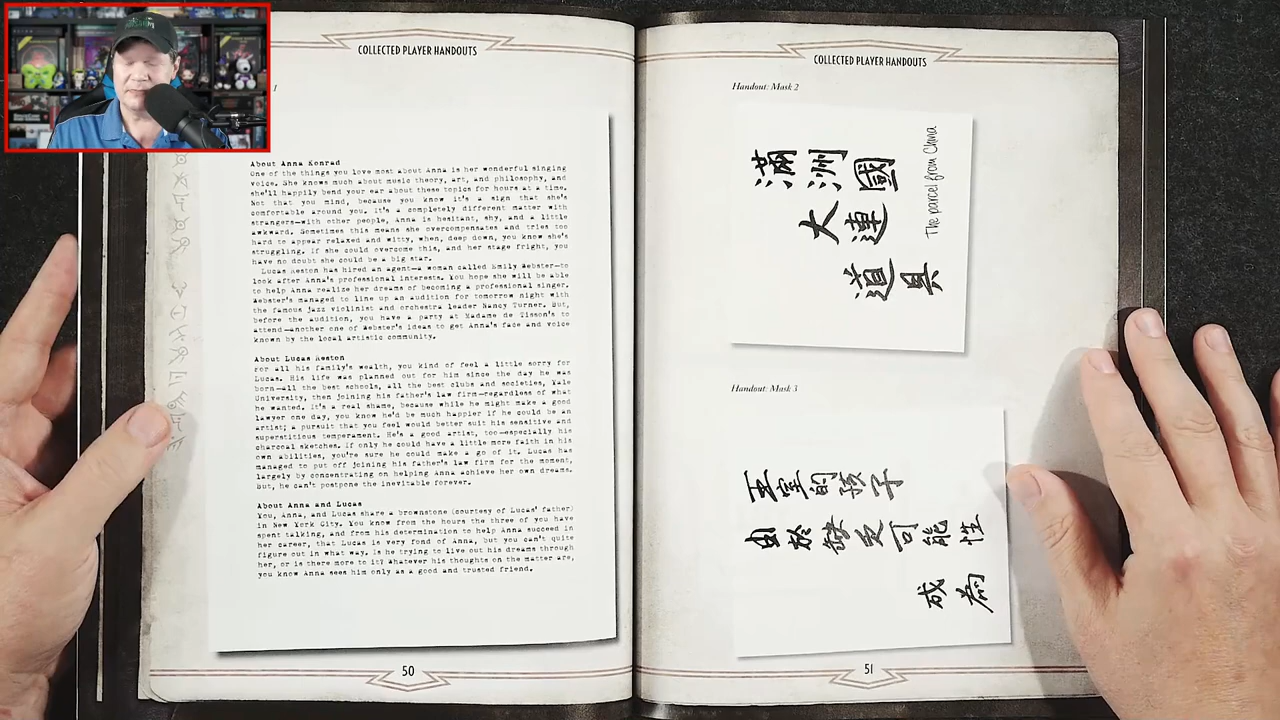 COLLECTED PLAYER HANDOUTS
1
About Anna Konrad
One of the things you love most about Anna is her wonderful singing
voice. She knows much about music theory, art, and philosophy, and
she'll happily bend your ear about these topics for hours at a time.
Not that you mind, because you know it's a sign that she's
comfortable around you. It's a completely different matter with
strangers—with other people, Anna is hesitant, shy, and a little
awkward. Sometimes this means she overcompensates and tries too
hard to appear relaxed and witty, when, deep down, you know she's
struggling. If she could overcome this, and her stage fright, you
have no doubt she could be a big star.
Lucas Reston has hired an agent—a woman called Emily Webster—to
look after Anna's professional interests. You hope she will be able
to help Anna realize her dreams of becoming a professional singer.
Webster's managed to line up an audition for tomorrow night with
the famous jazz violinist and orchestra leader Nancy Turner. But,
before the audition, you have a party at Madame de Tisson's to
attend—another one of Webster's ideas to get Anna's face and voice
known by the local artistic community.
About Lucas Reston
For all his family's wealth, you kind of feel a little sorry for
Lucas. His life was planned out for him since the day he was
born—all the best schools, all the best clubs and societies, Yale
University, then joining his father's law firm—regardless of what
he wanted. It's a real shame, because while he might make a good
lawyer one day, you know he'd be much happier if he could be an
artist; a pursuit that you feel would better suit his sensitive and
superstitious temperament. He's a good artist, too—especially his
charcoal sketches. If only he could have a little more faith in his
own abilities, you're sure he could make a go of it. Lucas has
managed to put off joining his father's law firm for the moment,
largely by concentrating on helping Anna achieve her own dreams.
But, he can't postpone the inevitable forever.
About Anna and Lucas
You, Anna, and Lucas share a brownstone (courtesy of Lucas' father)
in New York City. You know from the hours the three of you have
spent talking, and from his determination to help Anna succeed in
her career, that Lucas is very fond of Anna, but you can't quite
figure out in what way. Is he trying to live out his dreams through
her, or is there more to it? Whatever his thoughts on the matter are,
you know Anna sees him only as a good and trusted friend.
50
COLLECTED PLAYER HANDOUTS
Handout: Mask 2
滿洲國
大連
道具
The parcel from China
Handout: Mask 3
王室的孩子
由於 可能性
成為
51